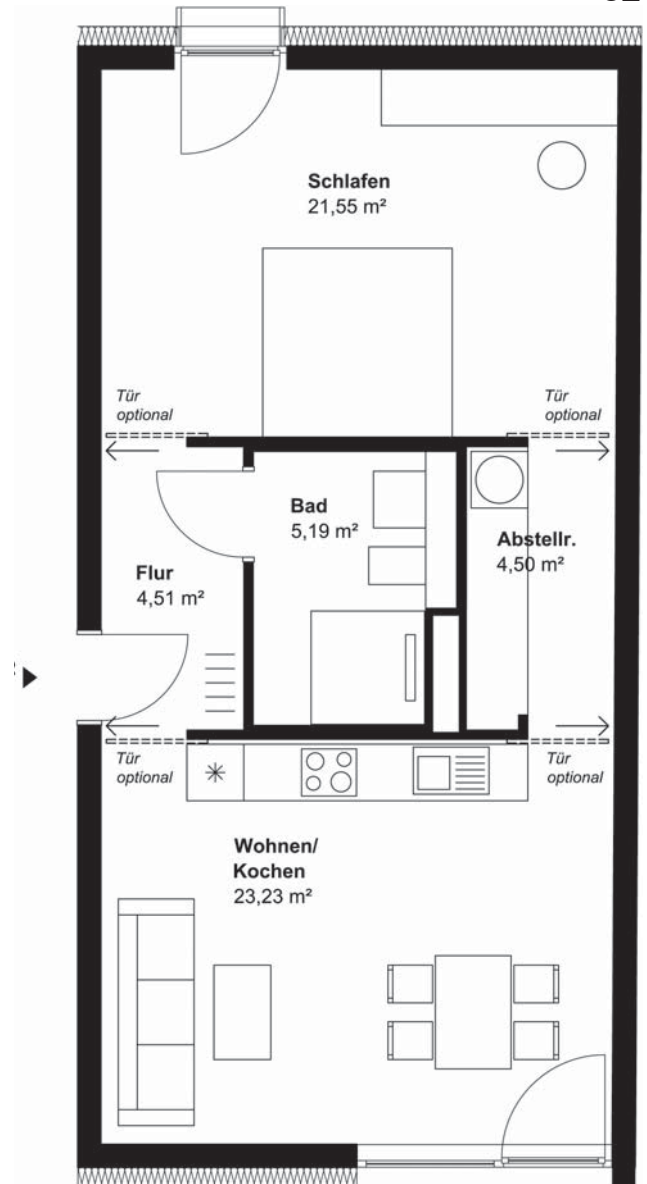 Schlafen
21,55 m²
Tür
optional
Tür
optional
Bad
5,19 m²
Abstellr.
4,50 m²
Flur
4,51 m²
Tür
optional
Tür
optional
Wohnen/
Kochen
23,23 m²